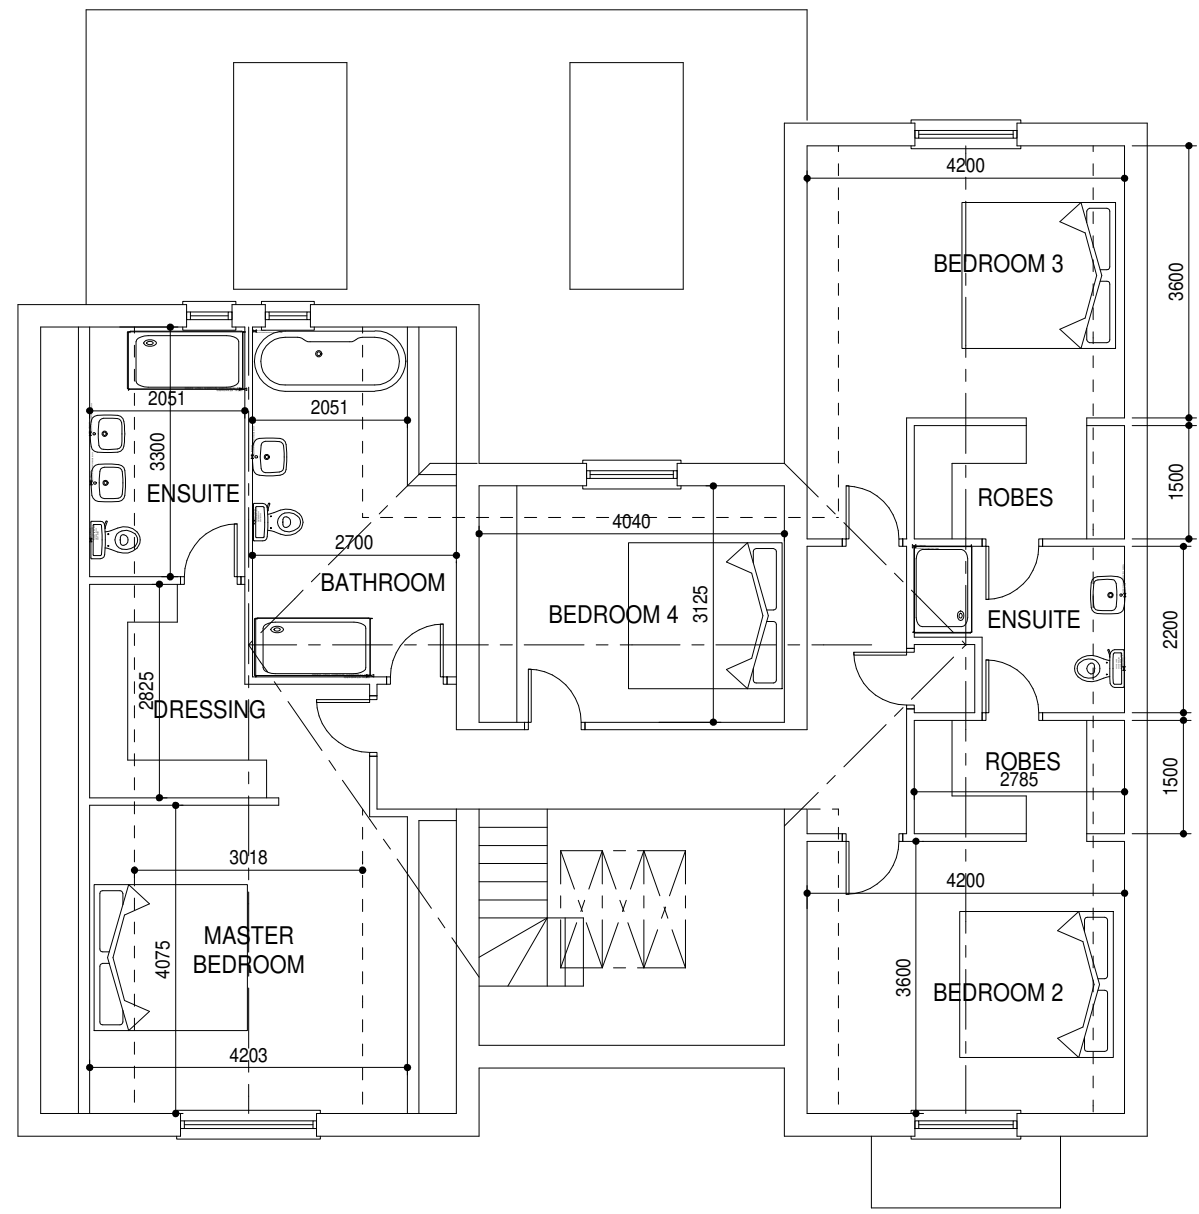 4200
BEDROOM 3
3600
2051
2051
3300
ENSUITE
ROBES
1500
4040
2700
BATHROOM
BEDROOM 4
3125
ENSUITE
2200
2825
DRESSING
ROBES
2785
1500
3018
4200
MASTER
BEDROOM
4075
3600
BEDROOM 2
4203